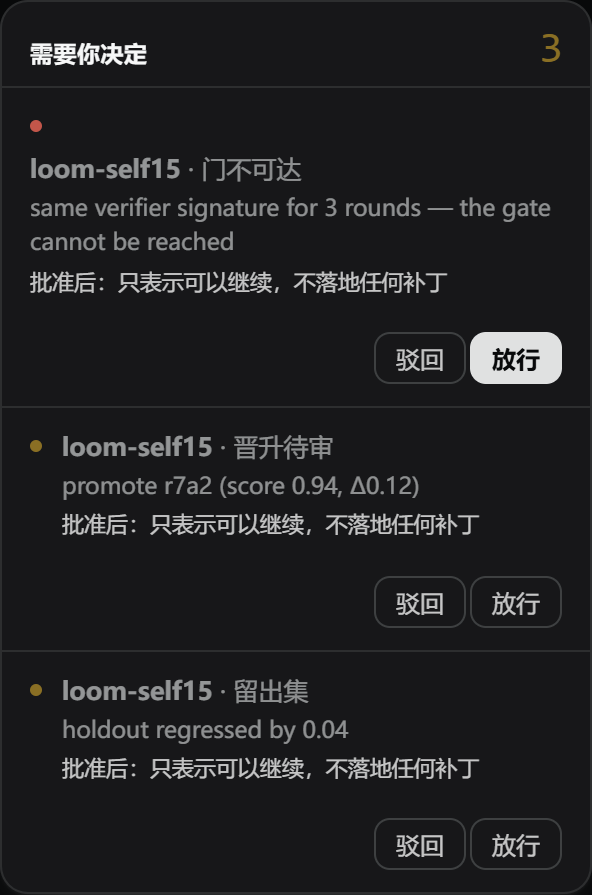 需要你决定
3
loom-self15 · 门不可达
same verifier signature for 3 rounds — the gate
cannot be reached
批准后：只表示可以继续，不落地任何补丁
驳回
放行
loom-self15 · 晋升待审
promote r7a2 (score 0.94, Δ0.12)
批准后：只表示可以继续，不落地任何补丁
驳回
放行
loom-self15 · 留出集
holdout regressed by 0.04
批准后：只表示可以继续，不落地任何补丁
驳回
放行